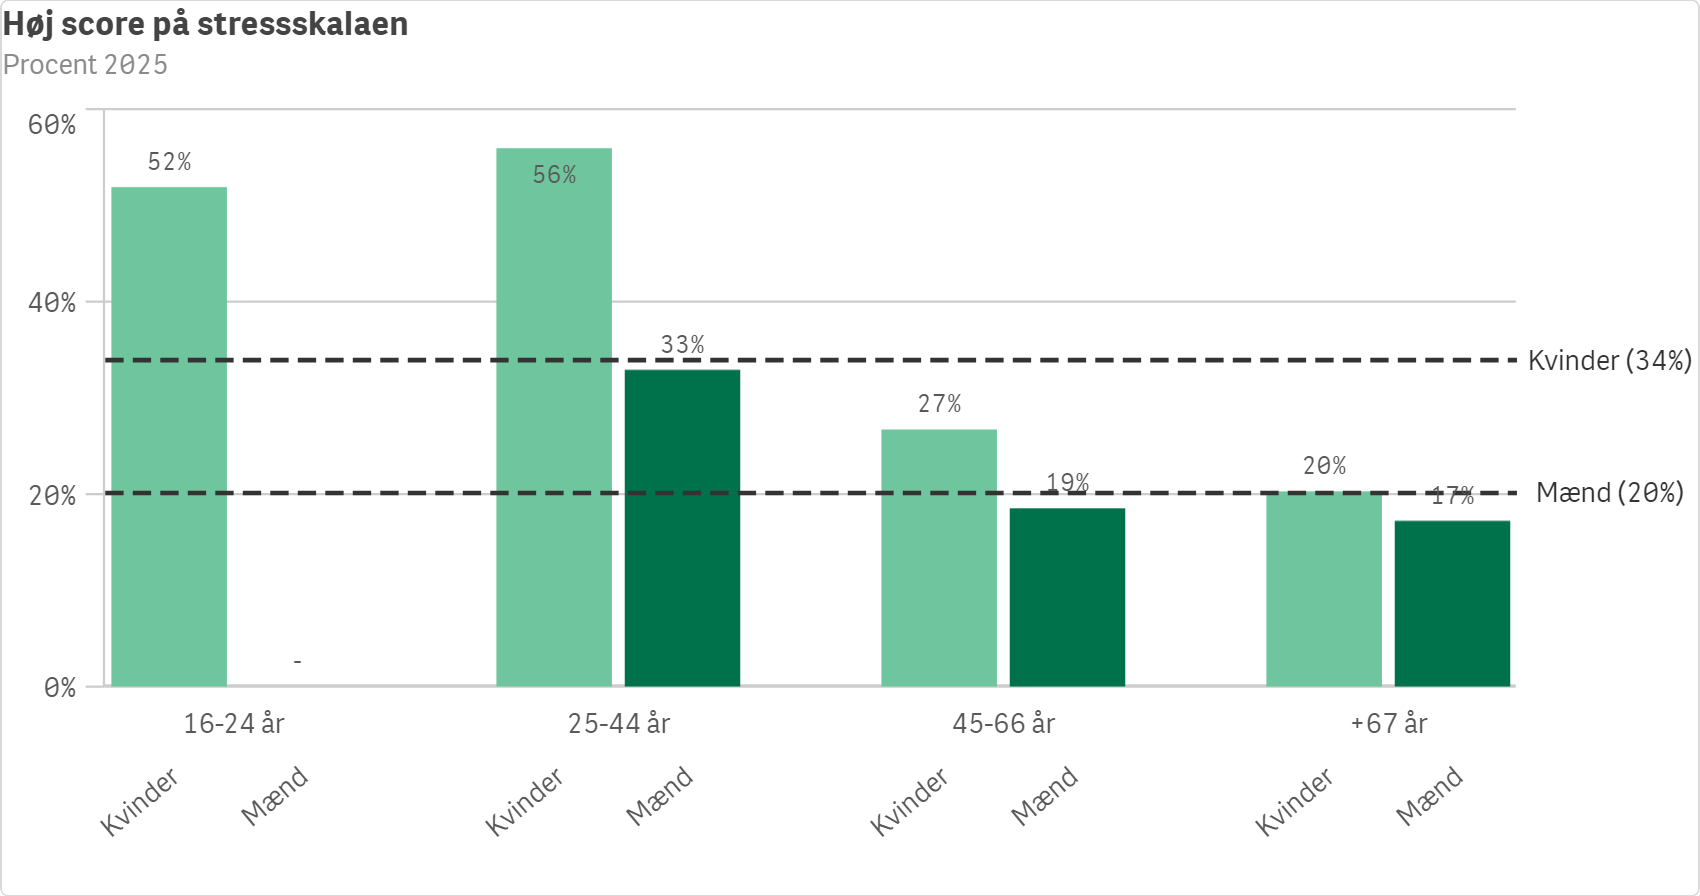 Høj score på stressskalaen
Procent 2025
60%
40%
20%
0%
52%
-
56%
33%
27%
19%
20%
17%
Kvinder (34%)
Mænd (20%)
16-24 år
25-44 år
45-66 år
+67 år
Kvinder
Mænd
Kvinder
Mænd
Kvinder
Mænd
Kvinder
Mænd